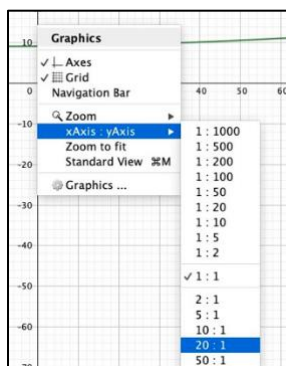 Graphics
✓ Axes
✓ Grid
Navigation Bar
Zoom
xAxis : yAxis
Zoom to fit
Standard View ⌘M
Graphics ...
1 : 1000
1 : 500
1 : 200
1 : 100
1 : 50
1 : 20
1 : 10
1 : 5
1 : 2
✓ 1 : 1
2 : 1
5 : 1
10 : 1
20 : 1
50 : 1
10
0
40
50
60
-10
-20
-30
-40
-50
-60